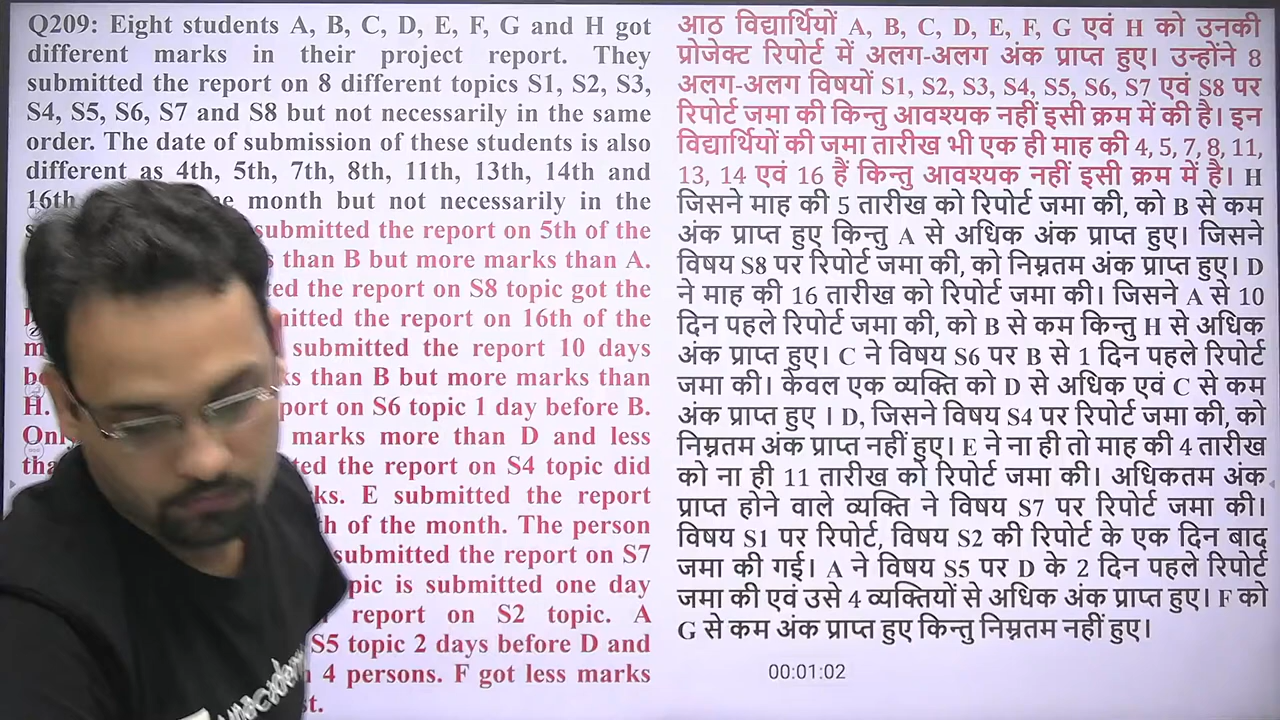 Q209: Eight students A, B, C, D, E, F, G and H got
different marks in their project report. They
submitted the report on 8 different topics S1, S2, S3,
S4, S5, S6, S7 and S8 but not necessarily in the same
order. The date of submission of these students is also
different as 4th, 5th, 7th, 8th, 11th, 13th, 14th and
16th month but not necessarily in the
submitted the report on 5th of the
than B but more marks than A.
the report on S8 topic got the
on 16th of the
submitted the report 10 days
than B but more marks than
H. on S6 topic 1 day before B.
marks more than D and less
the report on S4 topic did
E submitted the report
of the month. The person
submitted the report on S7
is submitted one day
report on S2 topic. A
S5 topic 2 days before D and
4 persons. F got less marks
आठ विद्यार्थियों A, B, C, D, E, F, G एवं H को उनकी
प्रोजेक्ट रिपोर्ट में अलग-अलग अंक प्राप्त हुए। उन्होंने 8
अलग-अलग विषयों S1, S2, S3, S4, S5, S6, S7 एवं S8 पर
रिपोर्ट जमा की किन्तु आवश्यक नहीं इसी क्रम में की है। इन
विद्यार्थियों की जमा तारीख भी एक ही माह की 4, 5, 7, 8, 11,
13, 14 एवं 16 हैं किन्तु आवश्यक नहीं इसी क्रम में है। H
जिसने माह की 5 तारीख को रिपोर्ट जमा की, को B से कम
अंक प्राप्त हुए किन्तु A से अधिक अंक प्राप्त हुए। जिसने
विषय S8 पर रिपोर्ट जमा की, को निम्नतम अंक प्राप्त हुए। D
ने माह की 16 तारीख को रिपोर्ट जमा की। जिसने A से 10
दिन पहले रिपोर्ट जमा की, को B से कम किन्तु H से अधिक
अंक प्राप्त हुए। C ने विषय S6 पर B से 1 दिन पहले रिपोर्ट
जमा की। केवल एक व्यक्ति को D से अधिक एवं C से कम
अंक प्राप्त हुए । D, जिसने विषय S4 पर रिपोर्ट जमा की, को
निम्नतम अंक प्राप्त नहीं हुए। E ने ना ही तो माह की 4 तारीख
को ना ही 11 तारीख को रिपोर्ट जमा की। अधिकतम अंक
प्राप्त होने वाले व्यक्ति ने विषय S7 पर रिपोर्ट जमा की।
विषय S1 पर रिपोर्ट, विषय S2 की रिपोर्ट के एक दिन बाद
जमा की गई। A ने विषय S5 पर D के 2 दिन पहले रिपोर्ट
जमा की एवं उसे 4 व्यक्तियों से अधिक अंक प्राप्त हुए। F को
G से कम अंक प्राप्त हुए किन्तु निम्नतम नहीं हुए।
00:01:02